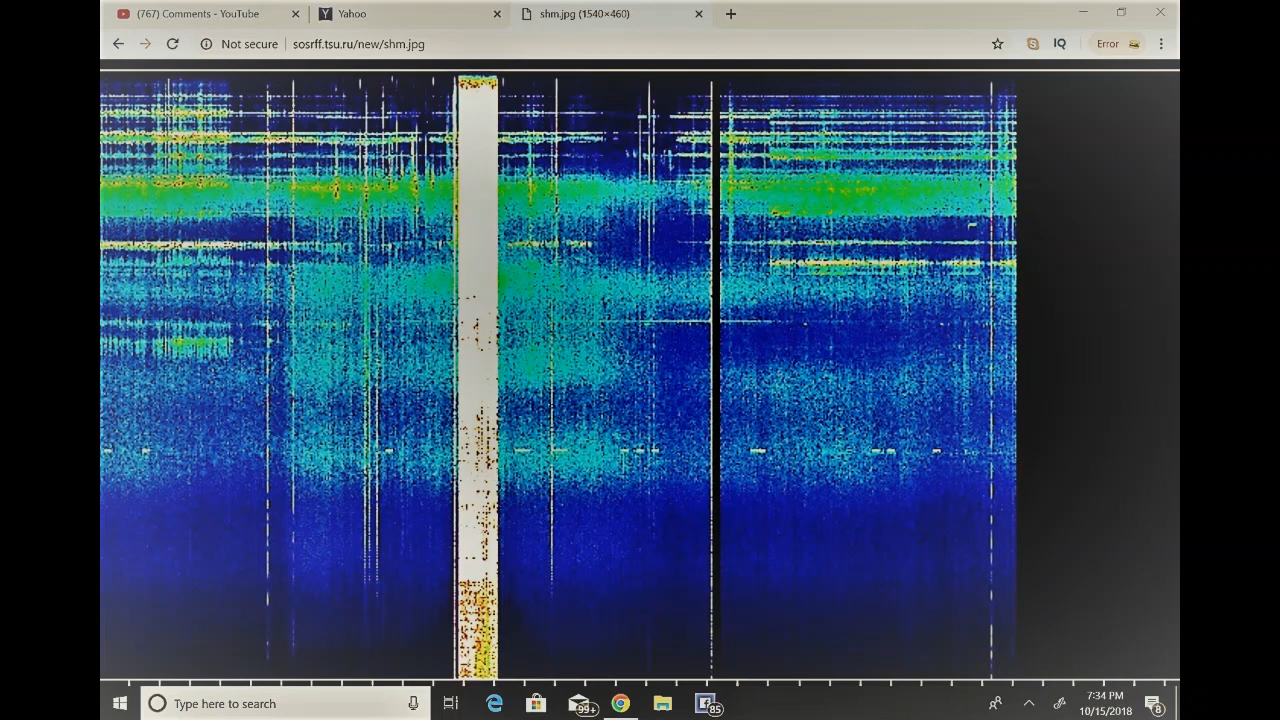 (767) Comments - YouTube
Yahoo
shm.jpg (1540×460)
Not secure
sosrff.tsu.ru/new/shm.jpg
IQ
Error
Type here to search
99+
85
7:34 PM
10/15/2018
8